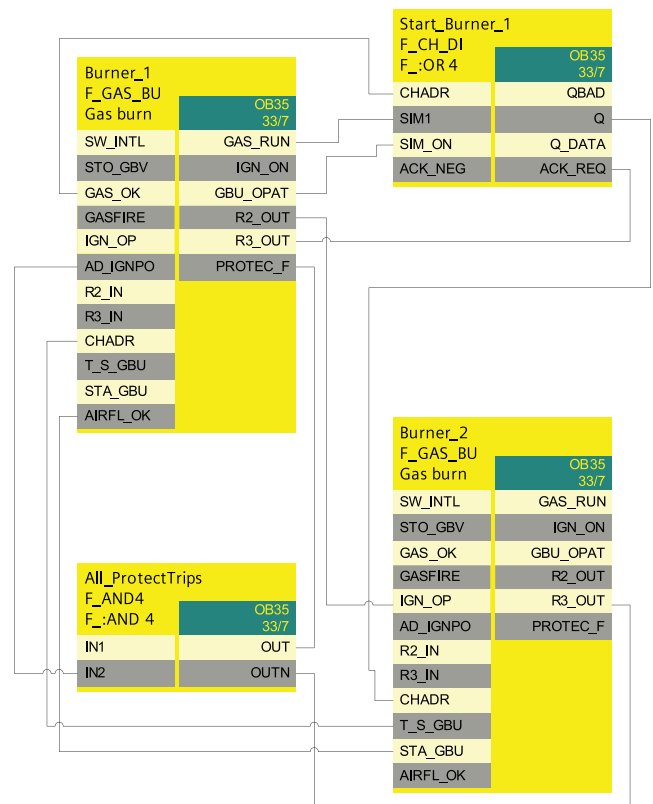 Start_Burner_1
F_CH_DI
F_:OR 4
OB35
33/7
CHADR QBAD
SIM1 Q
SIM_ON Q_DATA
ACK_NEG ACK_REQ
Burner_1
F_GAS_BU
Gas burn
OB35
33/7
SW_INTL GAS_RUN
STO_GBV IGN_ON
GAS_OK GBU_OPAT
GASFIRE R2_OUT
IGN_OP R3_OUT
AD_IGNPO PROTEC_F
R2_IN
R3_IN
CHADR
T_S_GBU
STA_GBU
AIRFL_OK
Burner_2
F_GAS_BU
Gas burn
OB35
33/7
SW_INTL GAS_RUN
STO_GBV IGN_ON
GAS_OK GBU_OPAT
GASFIRE R2_OUT
IGN_OP R3_OUT
AD_IGNPO PROTEC_F
R2_IN
R3_IN
CHADR
T_S_GBU
STA_GBU
AIRFL_OK
All_ProtectTrips
F_AND4
F_:AND 4
OB35
33/7
IN1 OUT
IN2 OUTN